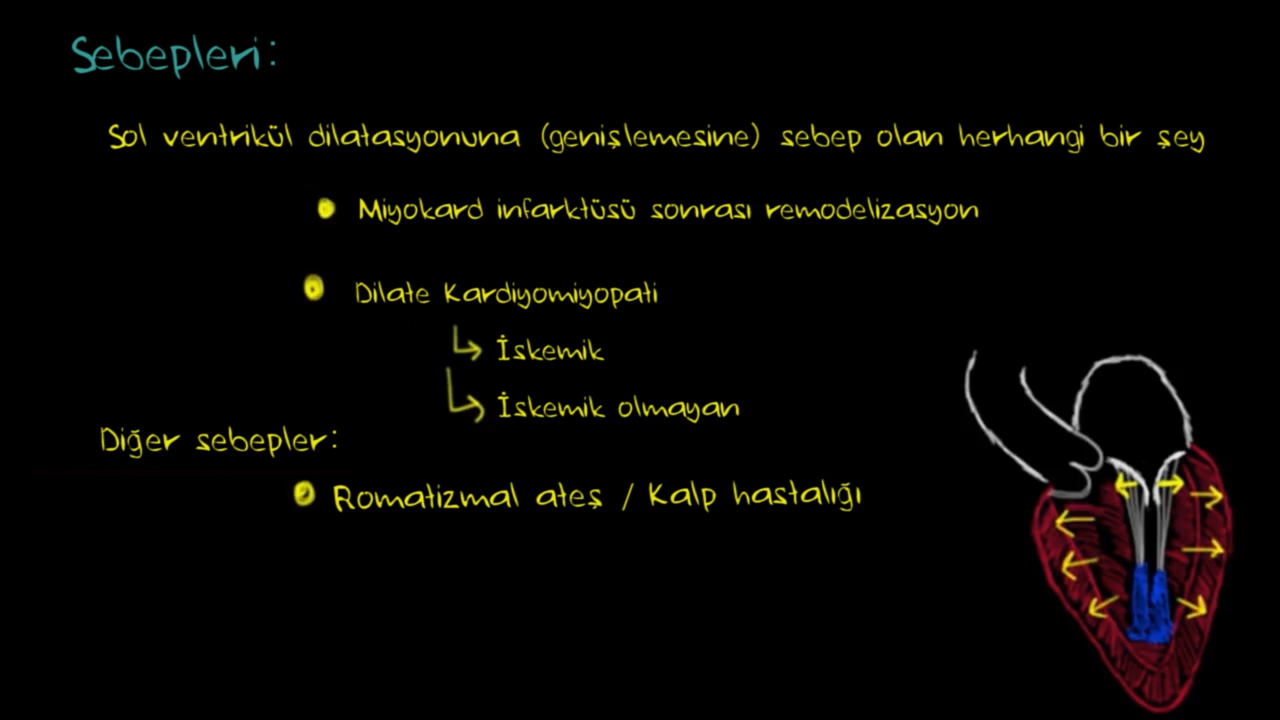 Sebepleri:
Sol ventrikül dilatasyonuna (genişlemesine) sebep olan herhangi bir şey
Miyokard infarktüsü sonrası remodelizasyon
Dilate Kardiyomiyopati
İskemik
İskemik olmayan
Diğer sebepler:
Romatizmal ateş / Kalp hastalığı